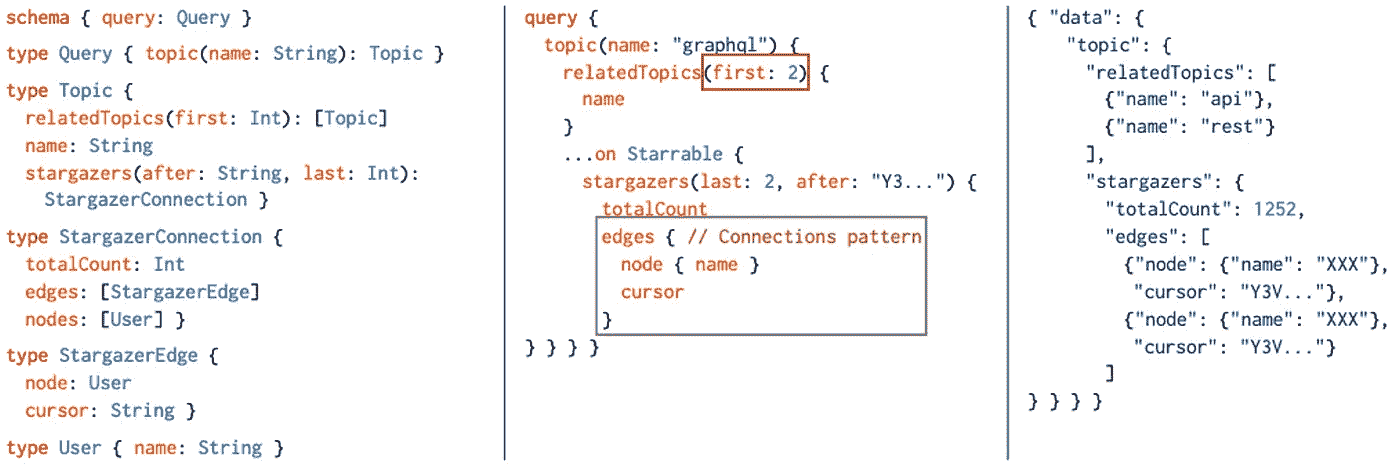 schema { query: Query }
type Query { topic(name: String): Topic }
type Topic {
relatedTopics(first: Int): [Topic]
name: String
stargazers(after: String, last: Int):
StargazerConnection }
type StargazerConnection {
totalCount: Int
edges: [StargazerEdge]
nodes: [User] }
type StargazerEdge {
node: User
cursor: String }
type User { name: String }
query {
topic(name: "graphql") {
relatedTopics(first: 2) {
name
}
...on Starrable {
stargazers(last: 2, after: "Y3...") {
totalCount
edges { // Connections pattern
node { name }
cursor
}
} } } }
{ "data": {
"topic": {
"relatedTopics": [
{"name": "api"},
{"name": "rest"}
],
"stargazers": {
"totalCount": 1252,
"edges": [
{"node": {"name": "XXX"},
"cursor": "Y3V..."},
{"node": {"name": "XXX"},
"cursor": "Y3V..."}
]
} } } }